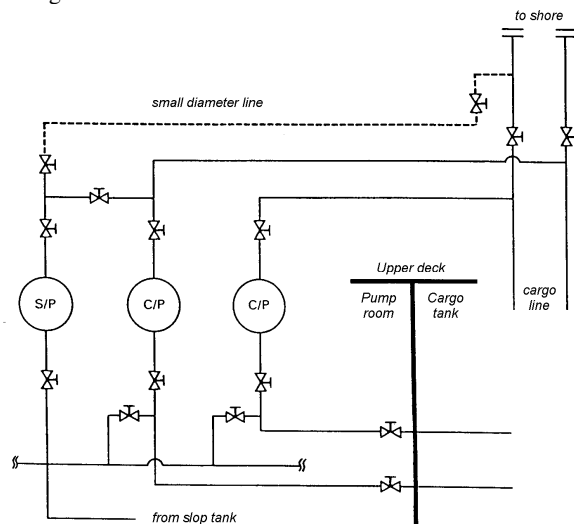 to shore
small diameter line
S/P
C/P
C/P
Upper deck
Pump
room
Cargo
tank
cargo
line
from slop tank